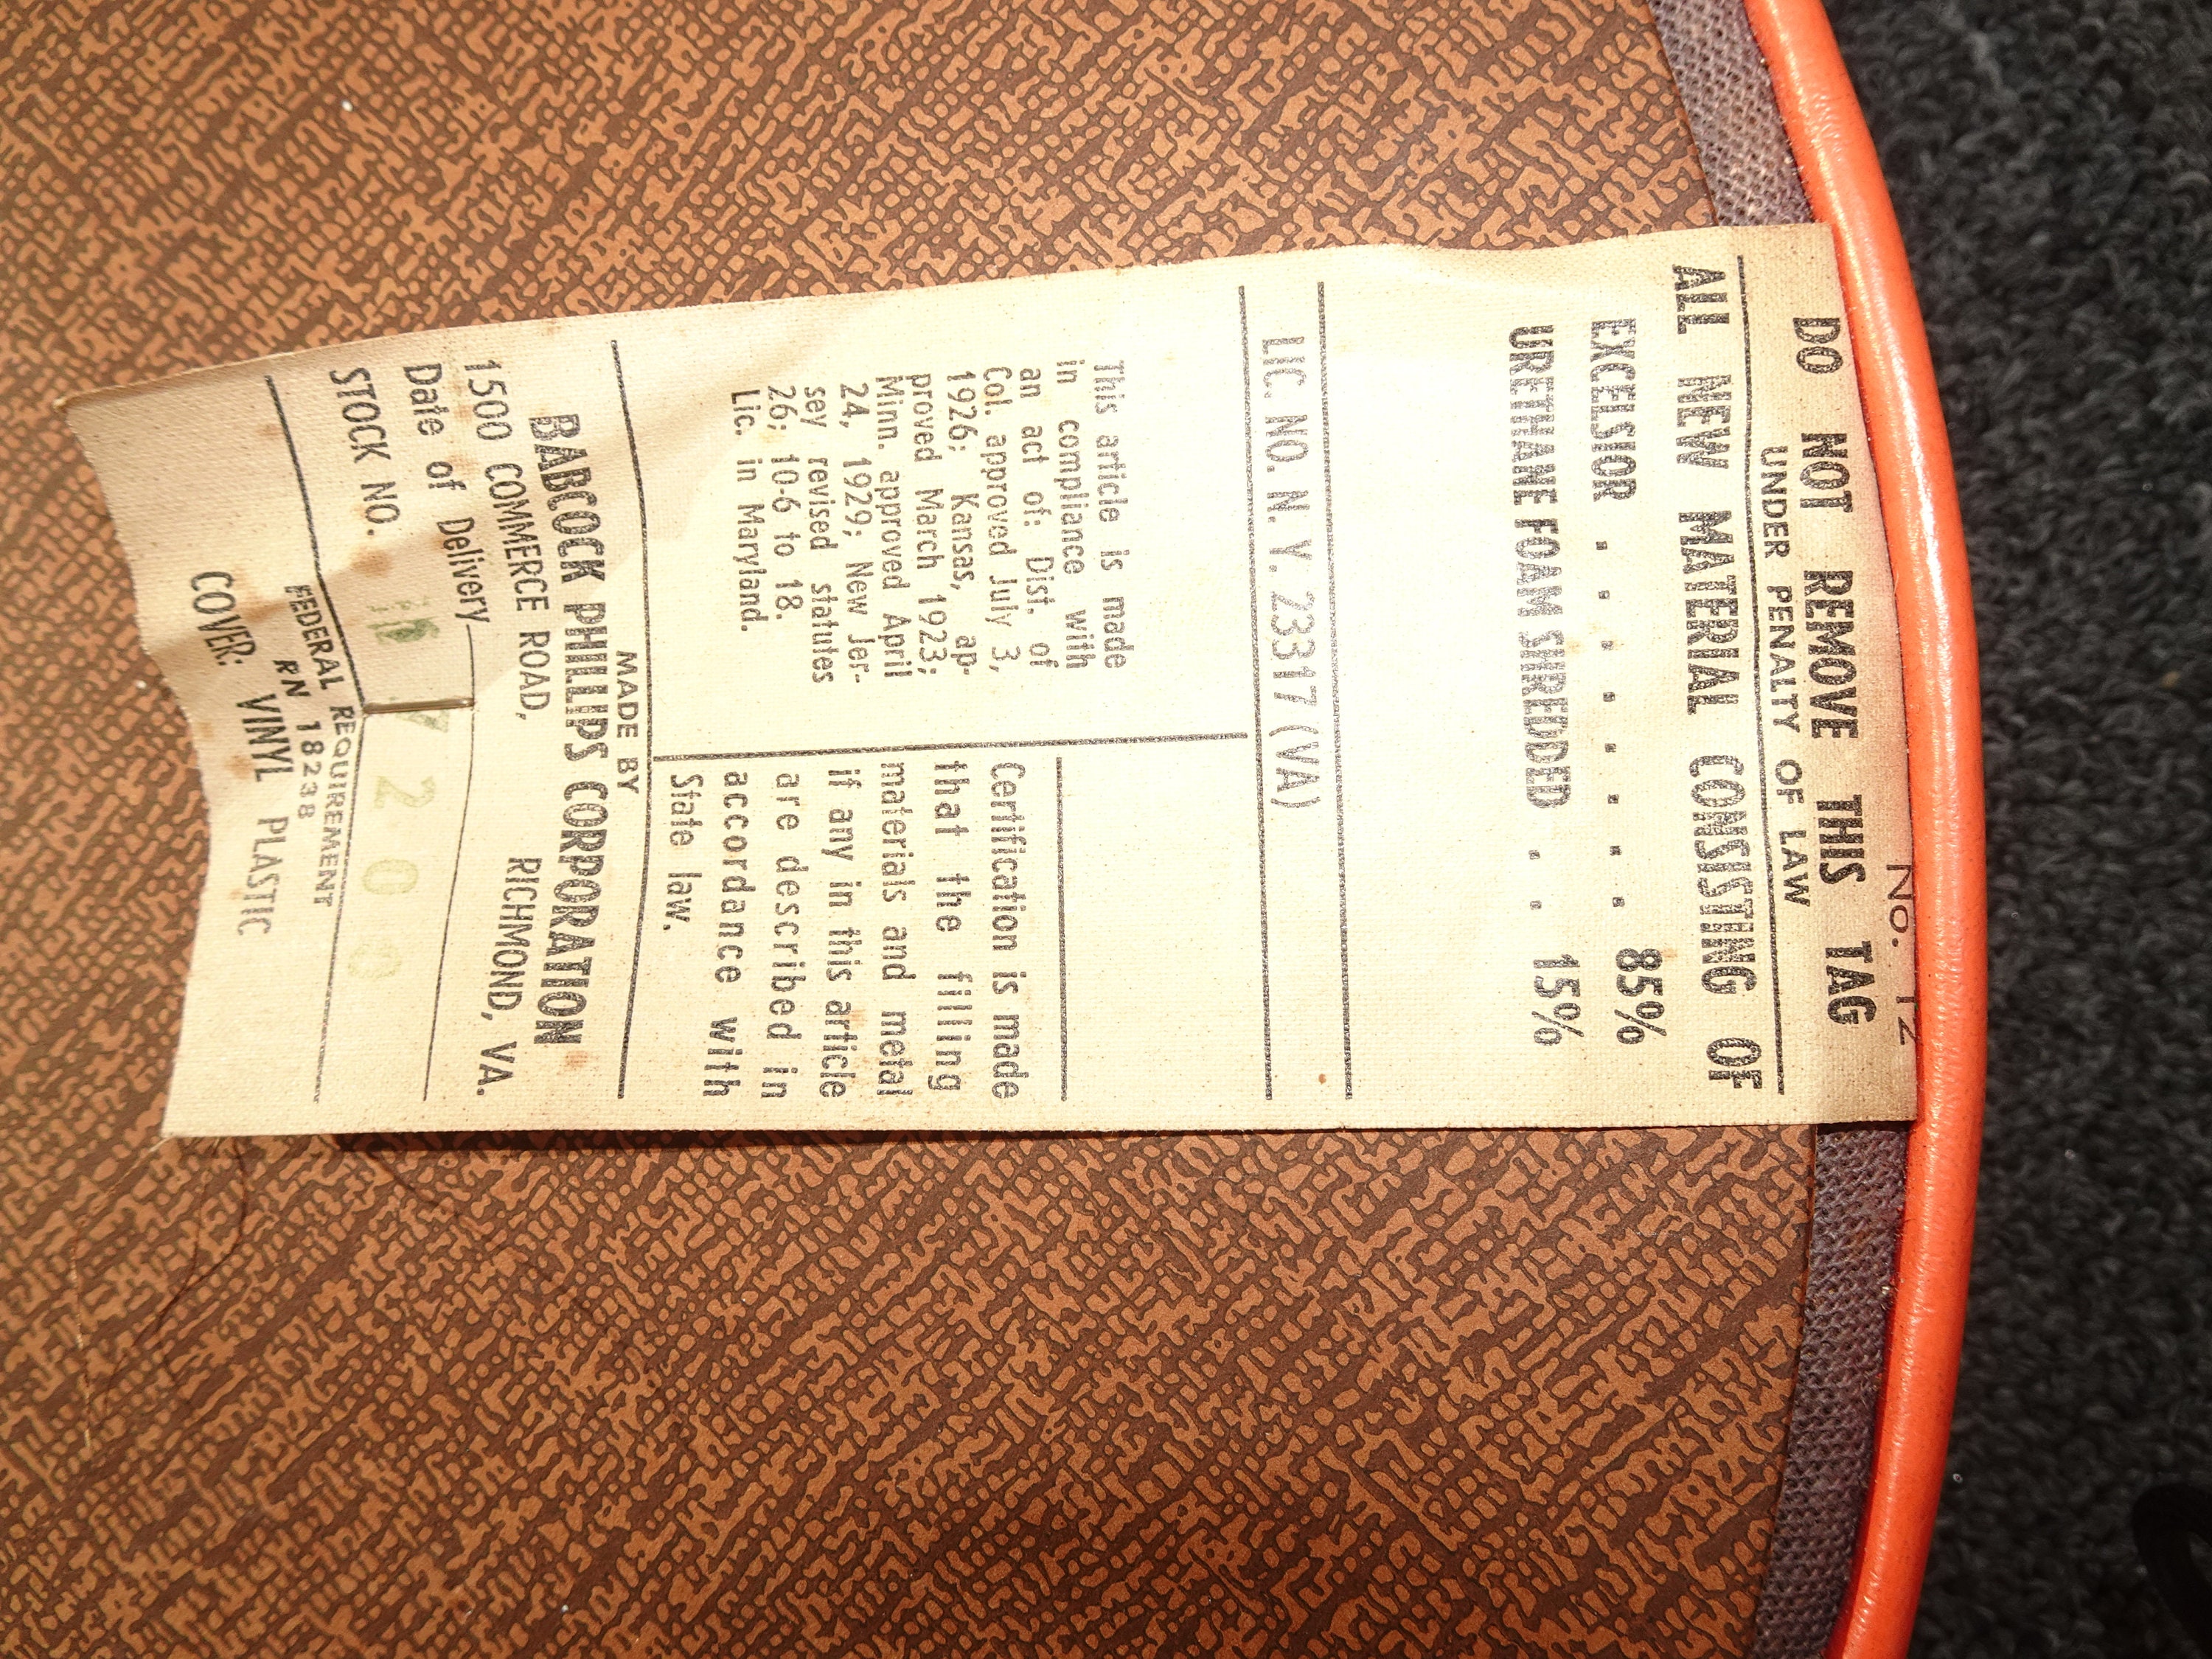 No. 12
DO NOT REMOVE THIS TAG
UNDER PENALTY OF LAW
ALL NEW MATERIAL CONSISTING OF
EXCELSIOR . . . . . . . . 85%
URETHANE FOAM SHREDDED . . 15%
LIC. NO. N. Y. 23317 (VA)
This article is made
in compliance with
an act of: Dist. of
Col. approved July 3,
1926; Kansas, ap-
proved March 1923;
Minn. approved April
24, 1929; New Jer-
sey revised statutes
26; 10-6 to 18.
Lic. in Maryland.
Certification is made
that the filling
materials and metal
if any in this article
are described in
accordance with
State law.
MADE BY
BABCOCK PHILLIPS CORPORATION
1500 COMMERCE ROAD, RICHMOND, VA.
Date of Delivery
STOCK NO.
FEDERAL REQUIREMENT
RN 18238
COVER: VINYL PLASTIC